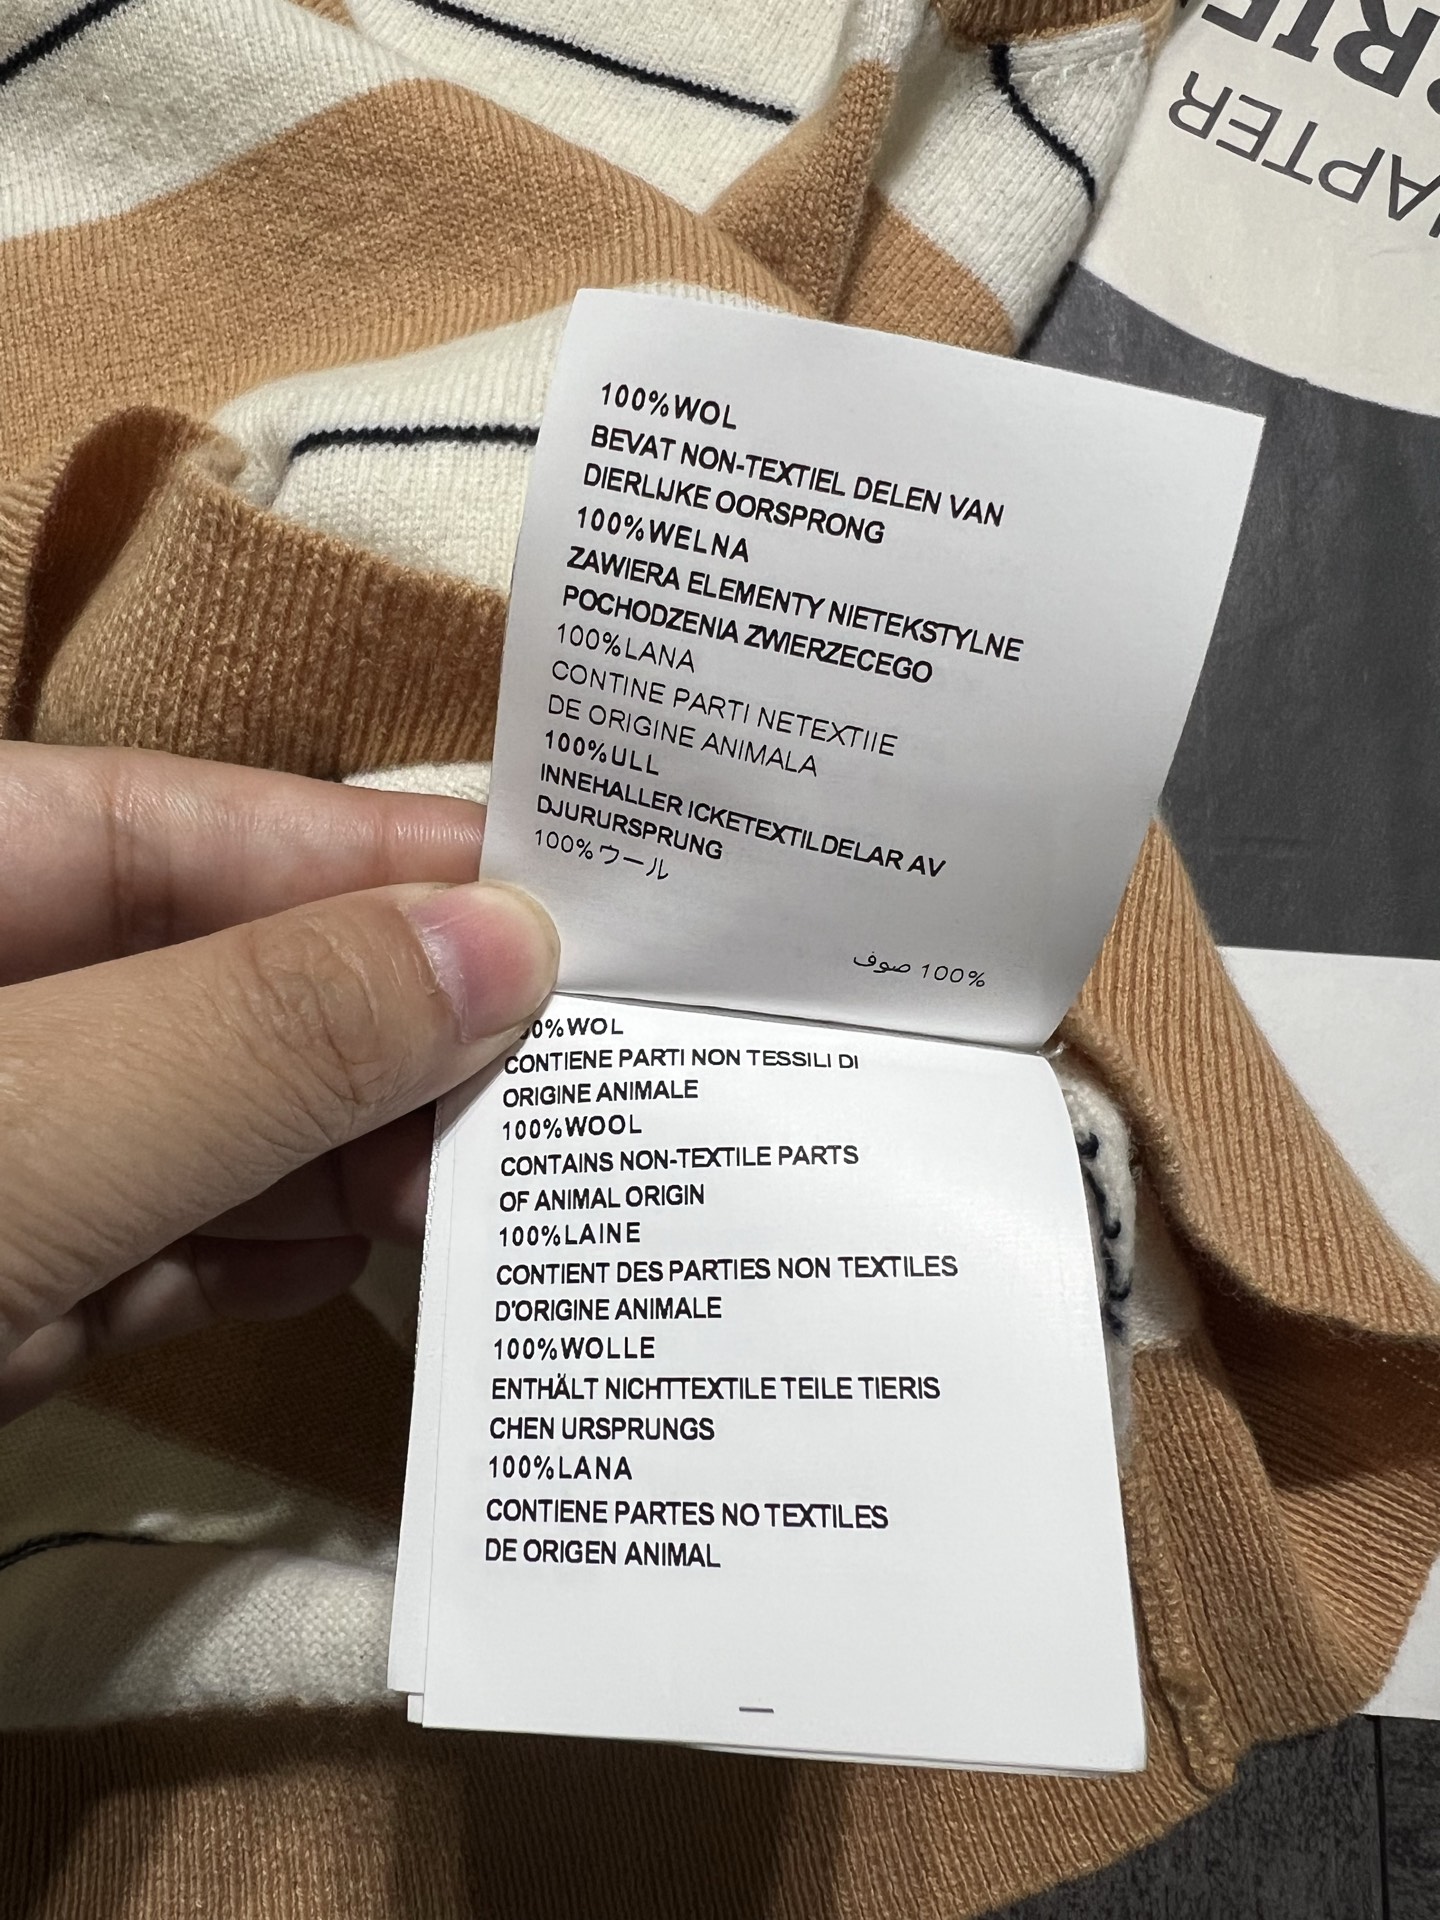 APTER
100%WOL
BEVAT NON-TEXTIEL DELEN VAN
DIERLIJKE OORSPRONG
100%WELNA
ZAWIERA ELEMENTY NIETEKSTYLNE
POCHODZENIA ZWIERZECEGO
100%LANA
CONTINE PARTI NETEXTIIE
DE ORIGINE ANIMALA
100%ULL
INNEHALLER ICKETEXTILDELAR AV
DJURURSPRUNG
100%ウール
100% صوف
00%WOL
CONTIENE PARTI NON TESSILI DI
ORIGINE ANIMALE
100%WOOL
CONTAINS NON-TEXTILE PARTS
OF ANIMAL ORIGIN
100%LAINE
CONTIENT DES PARTIES NON TEXTILES
D'ORIGINE ANIMALE
100%WOLLE
ENTHÄLT NICHTTEXTILE TEILE TIERIS
CHEN URSPRUNGS
100%LANA
CONTIENE PARTES NO TEXTILES
DE ORIGEN ANIMAL